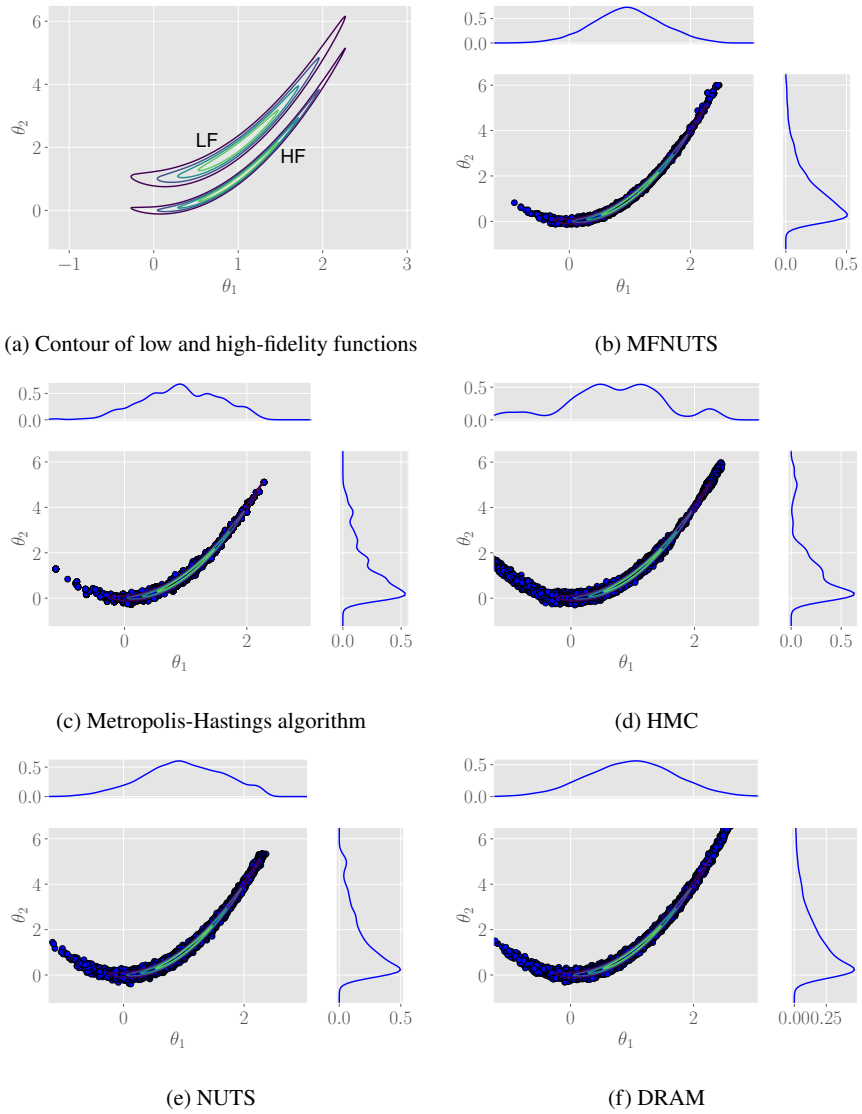 6
4
2
0
θ2
LF
HF
−1
0
1
2
3
θ1
(a) Contour of low and high-fidelity functions
0.5
0.0
6
4
2
0
θ2
0
2
θ1
0.0
0.5
(b) MFNUTS
0.5
0.0
6
4
2
0
θ2
0
2
θ1
0.0
0.5
(c) Metropolis-Hastings algorithm
0.5
0.0
6
4
2
0
θ2
0
2
θ1
0.0
0.5
(d) HMC
0.5
0.0
6
4
2
0
θ2
0
2
θ1
0.0
0.5
(e) NUTS
0.5
0.0
6
4
2
0
θ2
0
2
θ1
0.00
0.25
(f) DRAM